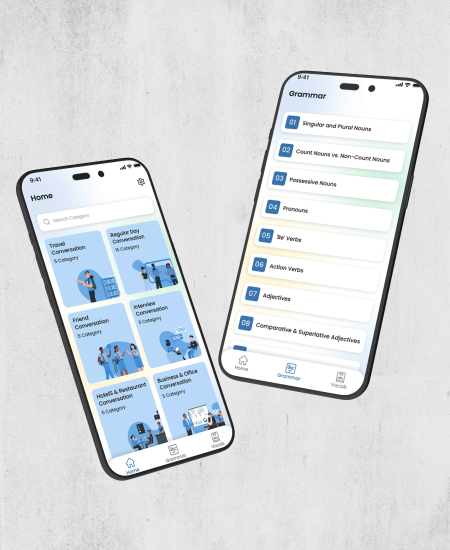 9:41
Home
Search Category
Travel
Conversation
6 Category
Regular Day
Conversation
Friend
Conversation
5 Category
Interview
Conversation
5 Category
Hotels & Restaurant
Conversation
5 Category
Business & Office
Conversation
5 Category
Home
Grammar
Vocab
9:41
Grammar
01 Singular and Plural Nouns
02 Count Nouns vs. Non-Count Nouns
03 Possessive Nouns
04 Pronouns
05 'Be' Verbs
06 Action Verbs
07 Adjectives
08 Comparative & Superlative Adjectives
Home
Grammar
Vocab